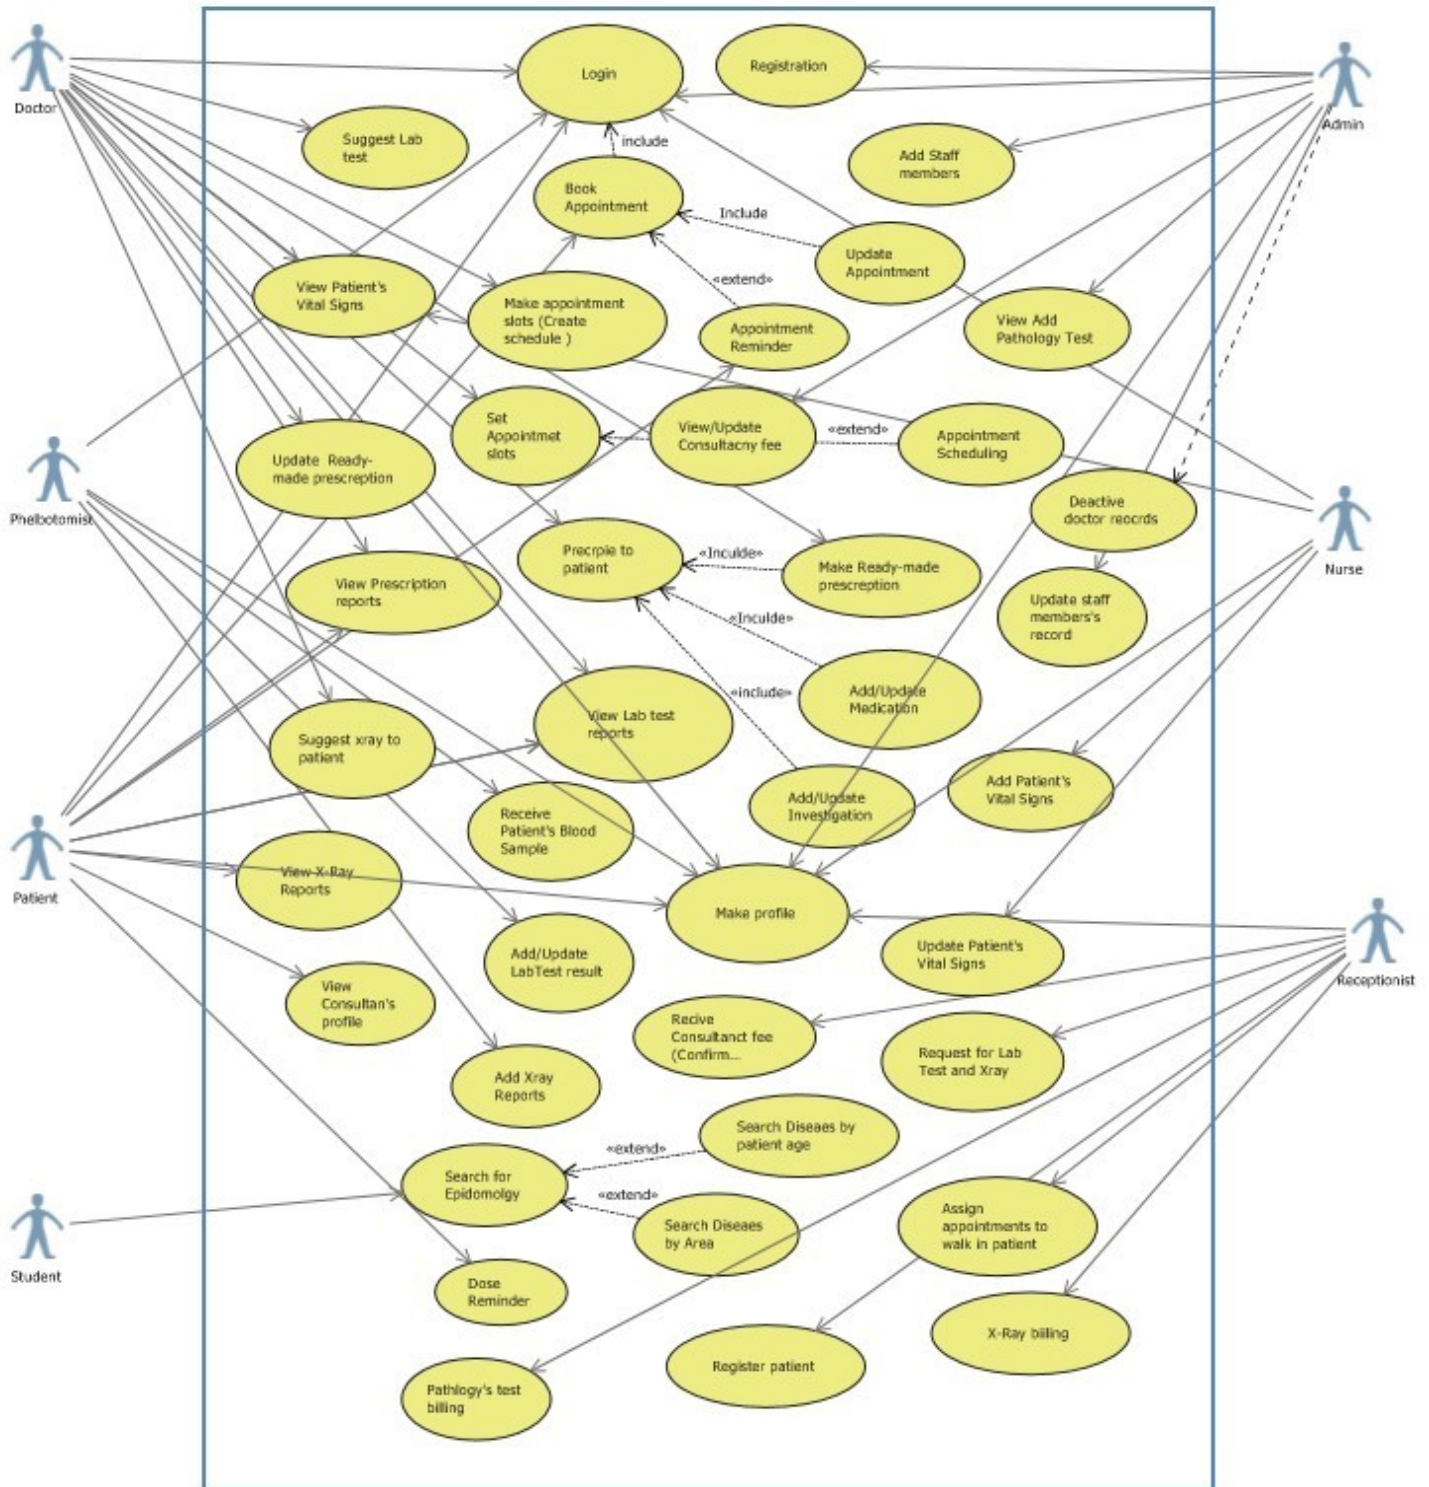 Doctor
Login
Registration
Admin
Suggest Lab
test
include
Add Staff
members
Book
Appointment
Include
Update
Appointment
View Patient's
Vital Signs
Make appointment
slots (Create
schedule )
«extend»
Appointment
Reminder
View Add
Pathology Test
Set
Appointmet
slots
View/Update
Consultacny fee
«extend»
Appointment
Scheduling
Update Ready-
made prescreption
Phelbotomist
Deactive
doctor reocrds
Nurse
Precrpie to
patient
«Inculde»
Make Ready-made
prescreption
View Prescription
reports
«Inculde»
Update staff
members's
record
«include»
Add/Update
Medication
View Lab test
reports
Suggest xray to
patient
Add Patient's
Vital Signs
Add/Update
Investigation
Receive
Patient's Blood
Sample
Patient
View X-Ray
Reports
Make profile
Update Patient's
Vital Signs
Receptionist
Add/Update
LabTest result
View
Consultan's
profile
Recive
Consultanct fee
(Confirm...
Request for Lab
Test and Xray
Add Xray
Reports
Search Diseaes by
patient age
«extend»
Search for
Epidomolgy
«extend»
Search Diseaes
by Area
Assign
appointments to
walk in patient
Student
Dose
Reminder
X-Ray biiling
Register patient
Pathlogy's test
billing